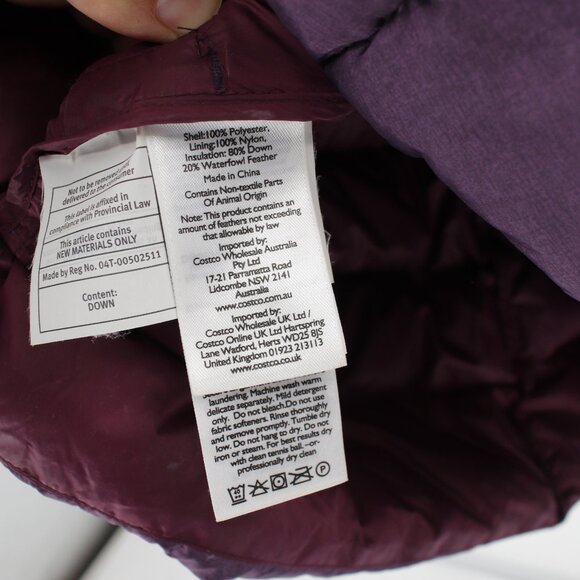 Not to be removed until
delivered to the consumer
This label is affixed in
compliance with Provincial Law
This article contains
NEW MATERIALS ONLY
Made by Reg No. 04T-00502511
Content:
DOWN
Shell:100% Polyester,
Lining:100% Nylon,
Insulation: 80% Down
20% Waterfowl Feather
Made in China
Contains Non-textile Parts
Of Animal Origin
Note: This product contains an
amount of feathers not exceeding
that allowable by law
Imported by:
Costco Wholesale Australia
Pty Ltd
17-21 Parramatta Road
Lidcombe NSW 2141
Australia
www.costco.com.au
Imported by:
Costco Wholesale UK Ltd /
Costco Online UK Ltd Hartspring
Lane Watford, Herts WD25 8JS
United Kingdom 01923 213113
www.costco.co.uk
laundering. Machine wash warm
delicate separately. Mild detergent
only. Do not bleach.Do not use
fabric softeners. Rinse thoroughly
and remove promptly. Tumble dry
low. Do not hang to dry. Do not
iron or steam. For best results dry
with clean tennis ball. -or-
professionally dry clean
40
P